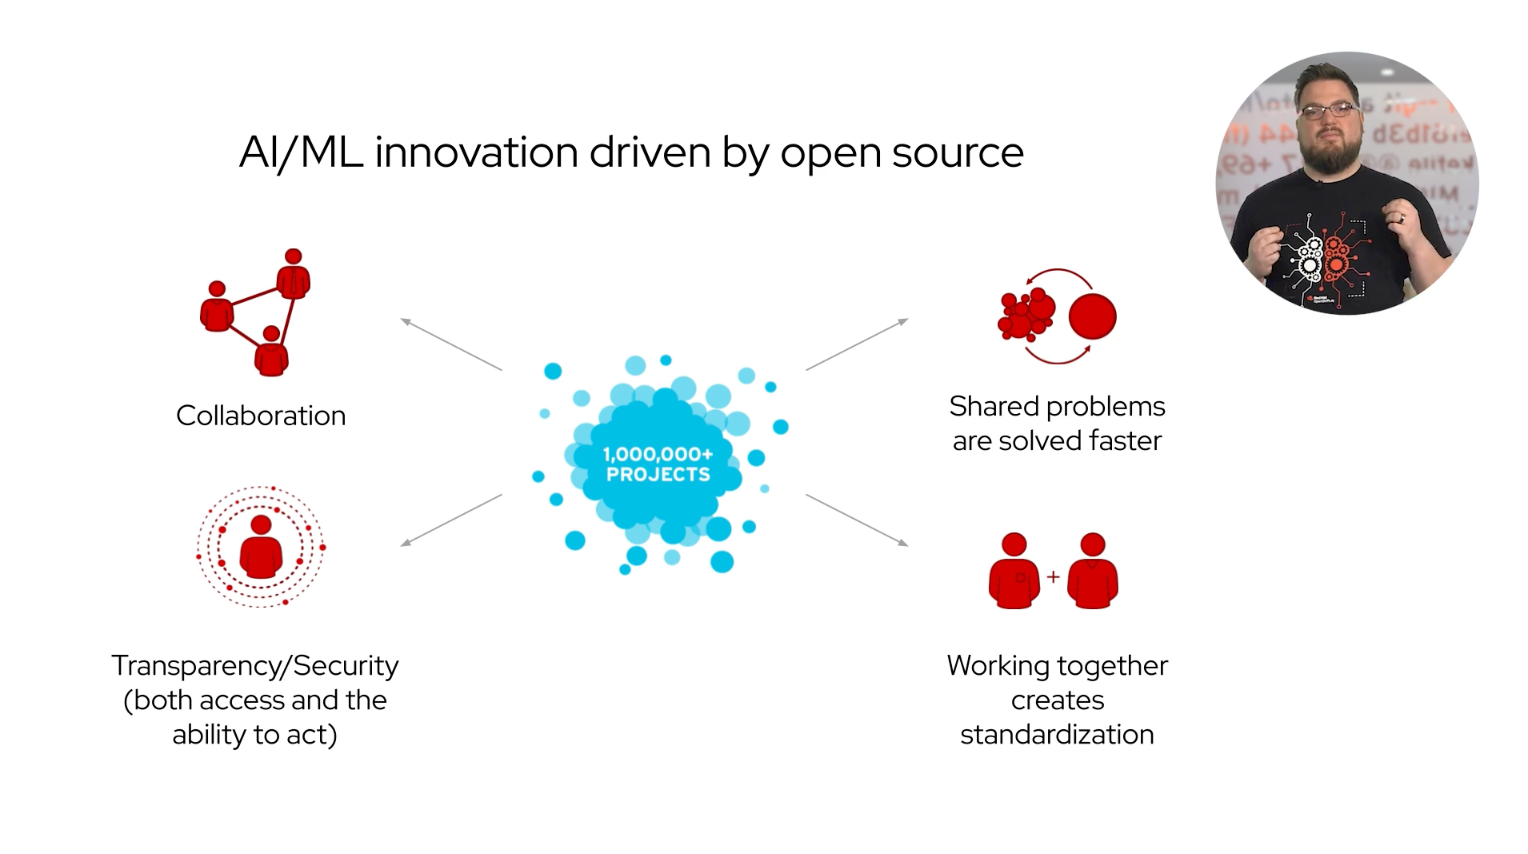 AI/ML innovation driven by open source
Collaboration
Shared problems
are solved faster
1,000,000+
PROJECTS
Transparency/Security
(both access and the
ability to act)
Working together
creates
standardization